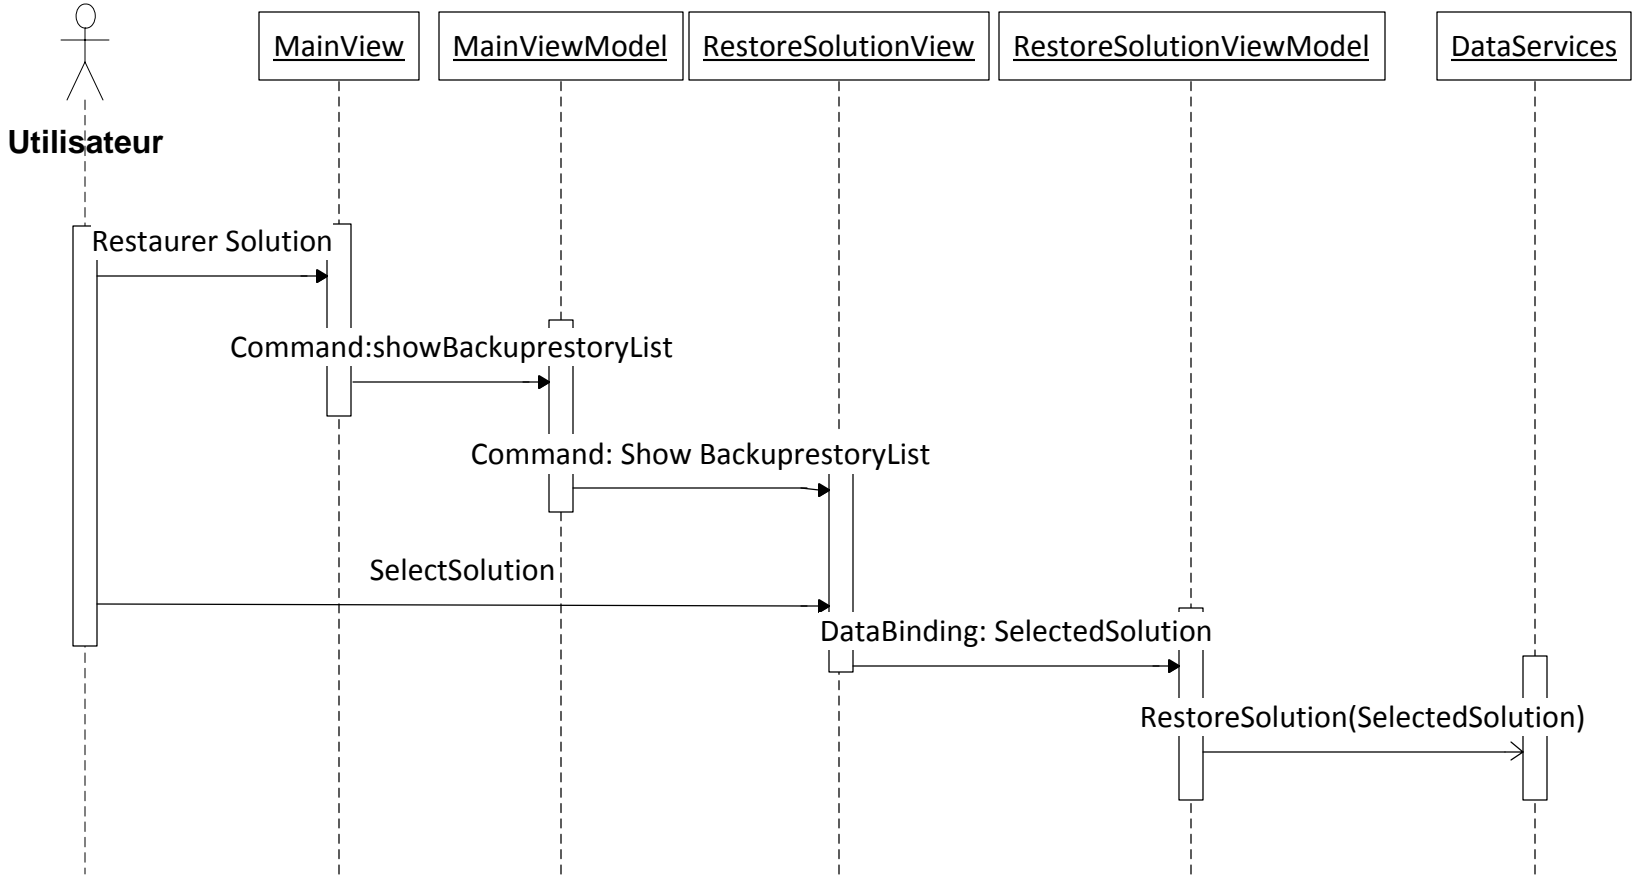 MainView
MainViewModel
RestoreSolutionView
RestoreSolutionViewModel
DataServices
Utilisateur
Restaurer Solution
Command:showBackuprestoryList
Command: Show BackuprestoryList
SelectSolution
DataBinding: SelectedSolution
RestoreSolution(SelectedSolution)